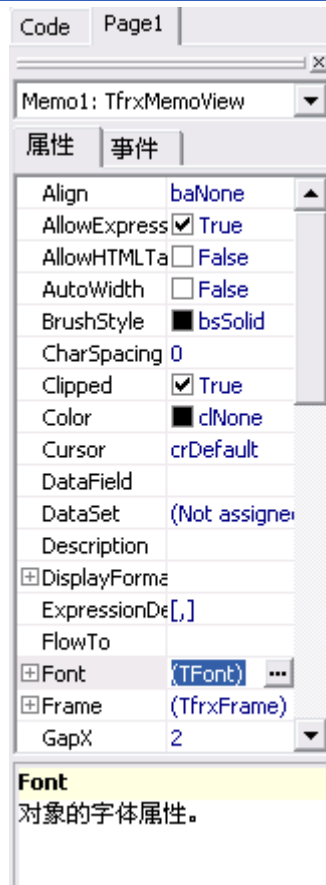 Code Page1
Memo1: TfrxMemoView
属性 事件
Align baNone
AllowExpress True
AllowHTMLTa False
AutoWidth False
BrushStyle bsSolid
CharSpacing 0
Clipped True
Color clNone
Cursor crDefault
DataField
DataSet (Not assigne
Description
DisplayForma
ExpressionDe [,]
FlowTo
Font (TFont) ...
Frame (TfrxFrame)
GapX 2
Font
对象的字体属性。